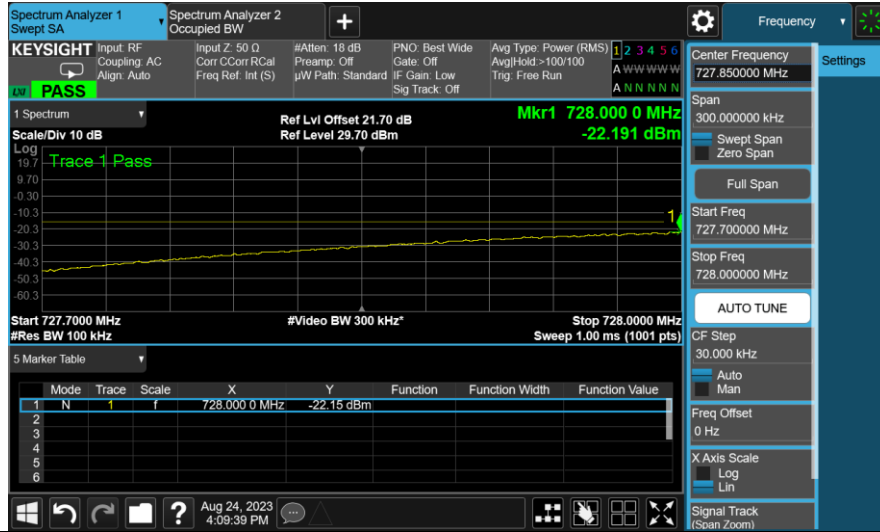 Spectrum Analyzer 1
Swept SA
Spectrum Analyzer 2
Occupied BW
Frequency
KEYSIGHT
LXI PASS
Input: RF
Coupling: AC
Align: Auto
Input Z: 50 Ω
Corr CCorr RCal
Freq Ref: Int (S)
#Atten: 18 dB
Preamp: Off
µW Path: Standard
PNO: Best Wide
Gate: Off
IF Gain: Low
Sig Track: Off
Avg Type: Power (RMS)
Avg|Hold:>100/100
Trig: Free Run
1 2 3 4 5 6
A W W W W W
A N N N N N
1 Spectrum
Scale/Div 10 dB
Ref Lvl Offset 21.70 dB
Ref Level 29.70 dBm
Mkr1 728.000 0 MHz
-22.191 dBm
Log
Trace 1 Pass
19.7
9.70
-0.30
-10.3
-20.3
-30.3
-40.3
-50.3
-60.3
1
Start 727.7000 MHz
#Res BW 100 kHz
#Video BW 300 kHz*
Stop 728.0000 MHz
Sweep 1.00 ms (1001 pts)
5 Marker Table
Mode Trace Scale X Y Function Function Width Function Value
1 N 1 f 728.000 0 MHz -22.15 dBm
2
3
4
5
6
Aug 24, 2023
4:09:39 PM
Center Frequency
727.850000 MHz
Span
300.000000 kHz
Swept Span
Zero Span
Full Span
Start Freq
727.700000 MHz
Stop Freq
728.000000 MHz
AUTO TUNE
CF Step
30.000 kHz
Auto
Man
Freq Offset
0 Hz
X Axis Scale
Log
Lin
Signal Track
(Span Zoom)
Settings